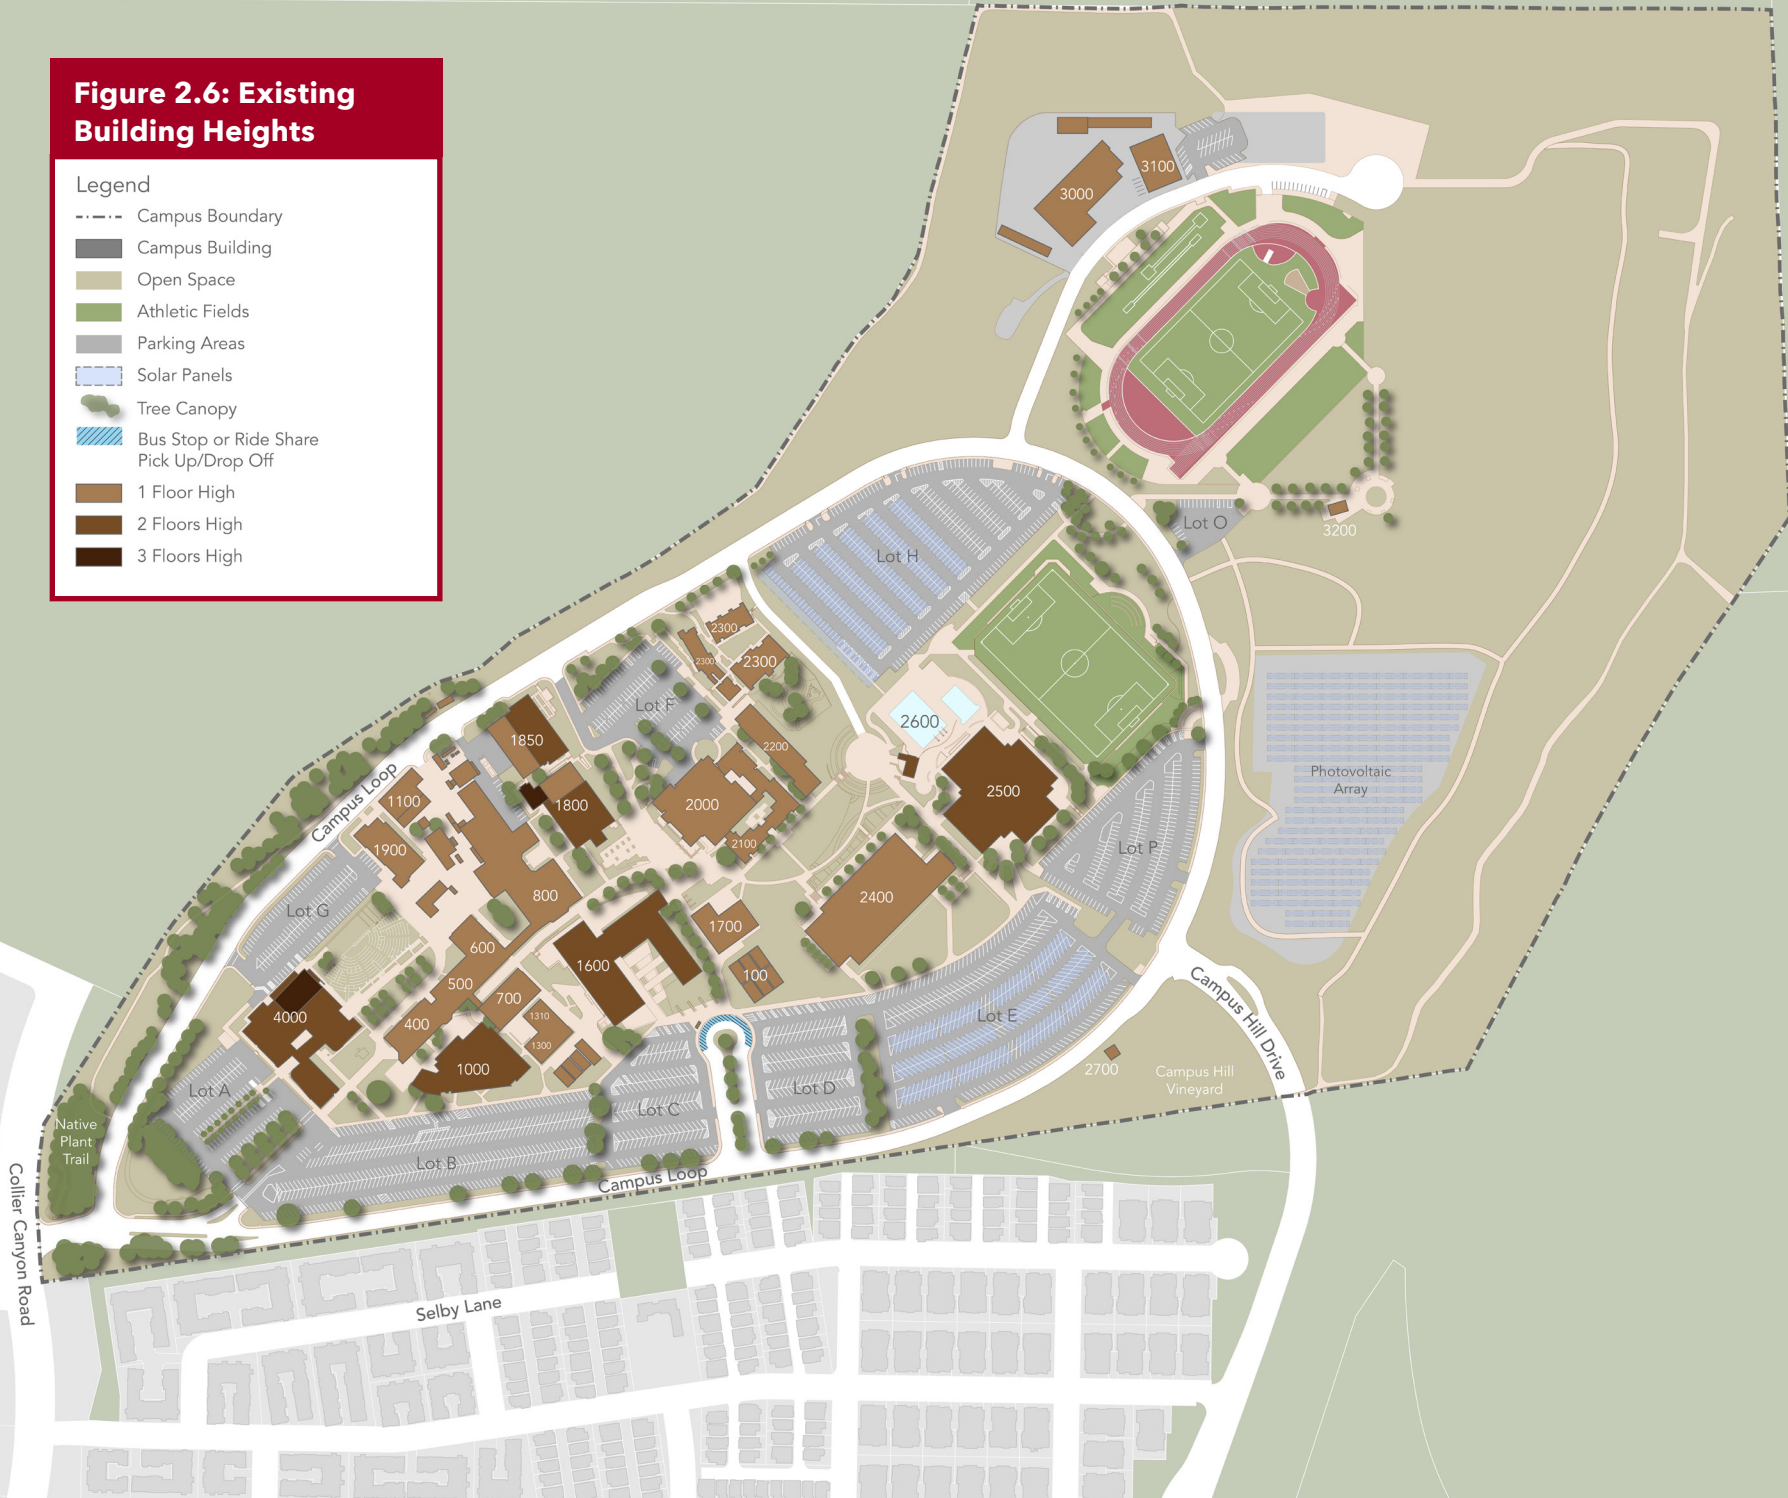 Figure 2.6: Existing
Building Heights
Legend
Campus Boundary
Campus Building
Open Space
Athletic Fields
Parking Areas
Solar Panels
Tree Canopy
Bus Stop or Ride Share
Pick Up/Drop Off
1 Floor High
2 Floors High
3 Floors High
3100
3000
Lot O
3200
Lot H
2300
2300
2300
Lot F
2600
1850
2200
Photovoltaic
Array
2500
Campus Loop
1100
1800
2000
2100
1900
Lot P
800
2400
Lot G
1700
600
1600
100
500
700
Campus Hill Drive
4000
400
1310
Lot E
1300
1000
2700
Campus Hill
Vineyard
Lot A
Lot D
Lot C
Native
Plant
Trail
Lot B
Campus Loop
Collier Canyon Road
Selby Lane